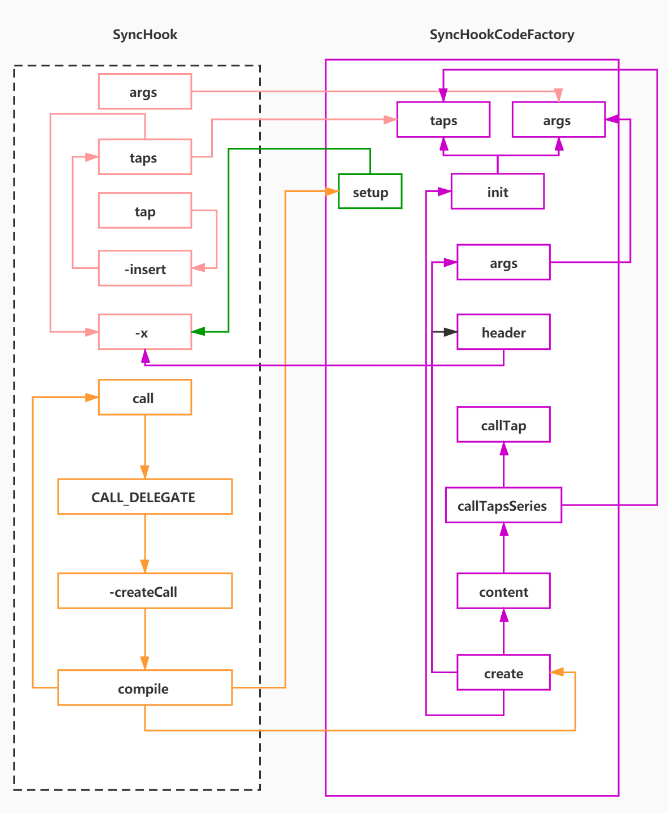 SyncHook
args
taps
tap
-insert
-x
call
CALL_DELEGATE
-createCall
compile
SyncHookCodeFactory
taps
args
setup
init
args
header
callTap
callTapsSeries
content
create